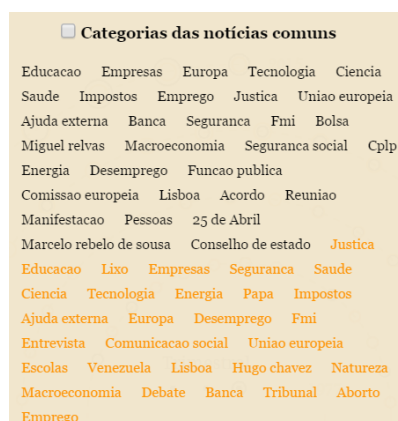 Categorias das notícias comuns
Educacao Empresas Europa Tecnologia Ciencia
Saude Impostos Emprego Justica Uniao europeia
Ajuda externa Banca Seguranca Fmi Bolsa
Miguel relvas Macroeconomia Seguranca social Cplp
Energia Desemprego Funcao publica
Comissao europeia Lisboa Acordo Reuniao
Manifestacao Pessoas 25 de Abril
Marcelo rebelo de sousa Conselho de estado Justica
Educacao Lixo Empresas Seguranca Saude
Ciencia Tecnologia Energia Papa Impostos
Ajuda externa Europa Desemprego Fmi
Entrevista Comunicacao social Uniao europeia
Escolas Venezuela Lisboa Hugo chavez Natureza
Macroeconomia Debate Banca Tribunal Aborto
Emprego